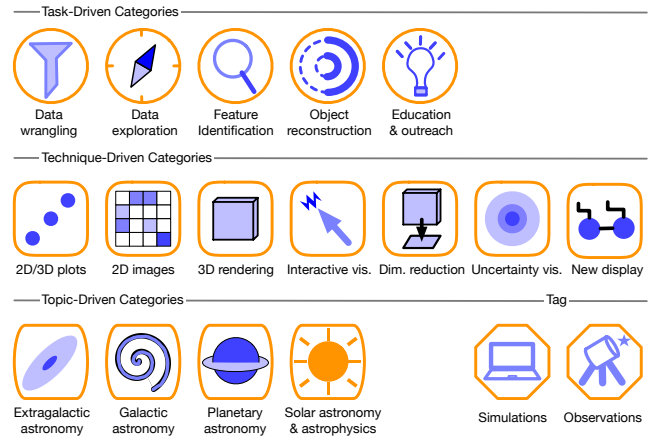 Task-Driven Categories
Data wrangling
Data exploration
Feature Identification
Object reconstruction
Education & outreach
Technique-Driven Categories
2D/3D plots
2D images
3D rendering
Interactive vis.
Dim. reduction
Uncertainty vis.
New display
Topic-Driven Categories
Tag
Extragalactic astronomy
Galactic astronomy
Planetary astronomy
Solar astronomy & astrophysics
Simulations
Observations